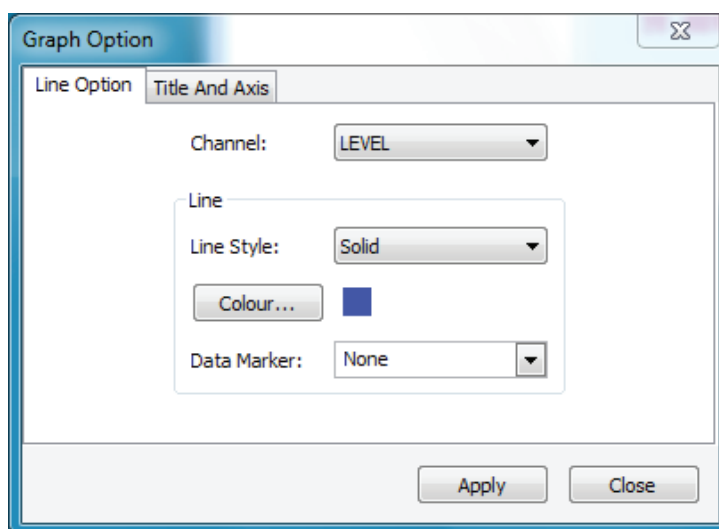 Graph Option
Line Option Title And Axis
Channel: LEVEL
Line
Line Style: Solid
Colour...
Data Marker: None
Apply Close